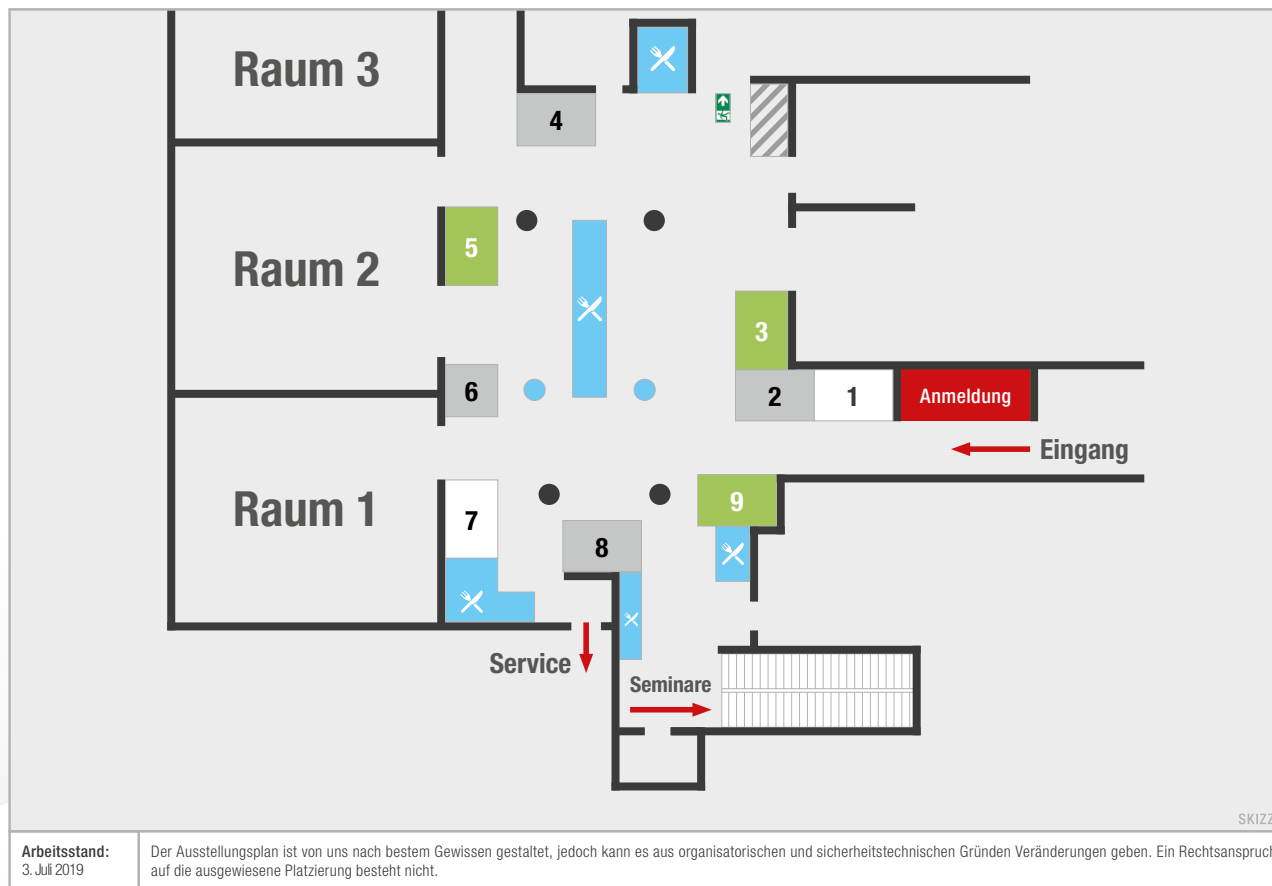 Raum 3
4
5
Raum 2
3
6
2
1
Anmeldung
Eingang
9
7
Raum 1
8
Service
Seminare
SKIZZ
Arbeitsstand:
3. Juli 2019
Der Ausstellungsplan ist von uns nach bestem Gewissen gestaltet, jedoch kann es aus organisatorischen und sicherheitstechnischen Gründen Veränderungen geben. Ein Rechtsanspruch
auf die ausgewiesene Platzierung besteht nicht.